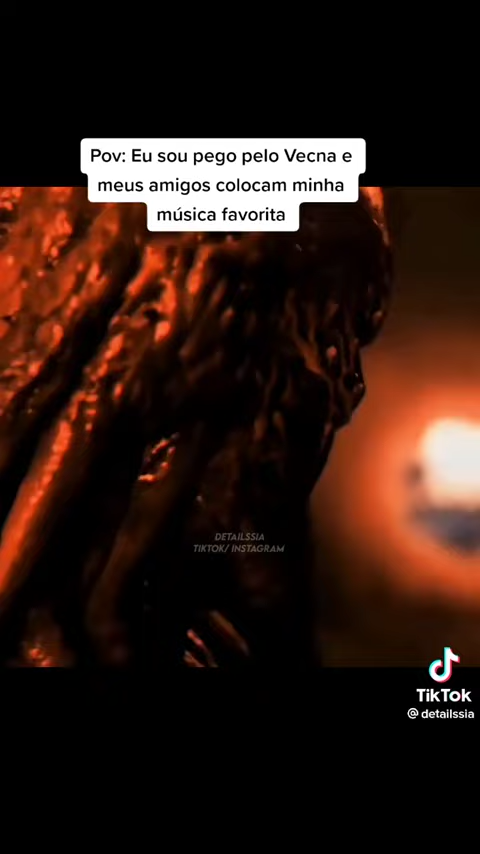 Pov: Eu sou pego pelo Vecna e
meus amigos colocam minha
música favorita
DETAILSSIA
TIKTOK/ INSTAGRAM
TikTok
@detailssia